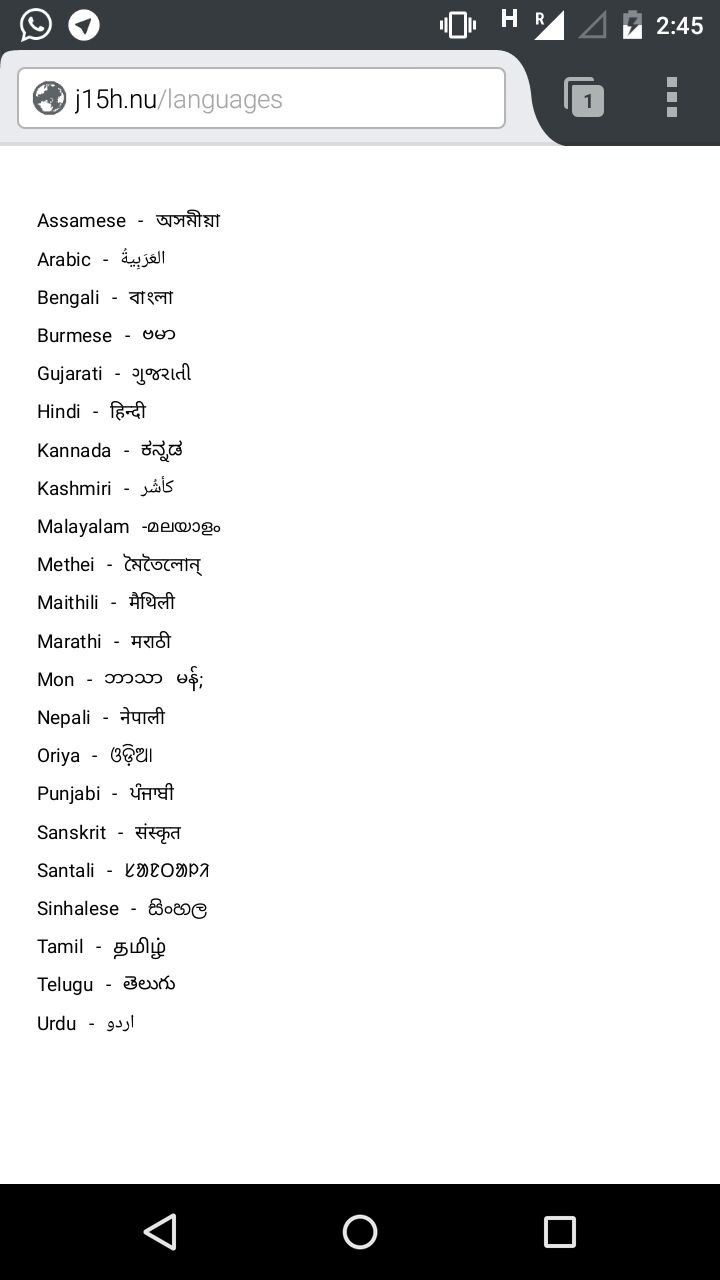 H R 2:45
j15h.nu/languages 1
Assamese - অসমীয়া
Arabic - العَرَبِيةُ
Bengali - বাংলা
Burmese - ဗမာ
Gujarati - ગુજરાતી
Hindi - हिन्दी
Kannada - ಕನ್ನಡ
Kashmiri - كأشُر
Malayalam -മലയാളം
Methei - মৈতৈলোন্
Maithili - मैथिली
Marathi - मराठी
Mon - ဘာသာ မန်;
Nepali - नेपाली
Oriya - ଓଡ଼ିଆ
Punjabi - ਪੰਜਾਬੀ
Sanskrit - संस्कृत
Sinhalese - සිංහල
Santali - ᱥᱟᱱᱛᱟᱲᱤ
Tamil - தமிழ்
Telugu - తెలుగు
Urdu - اردو